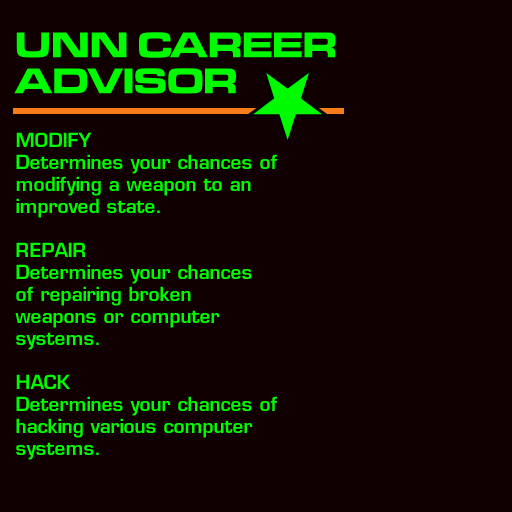 UNN CAREER
ADVISOR
MODIFY
Determines your chances of
modifying a weapon to an
improved state.
REPAIR
Determines your chances
of repairing broken
weapons or computer
systems.
HACK
Determines your chances of
hacking various computer
systems.